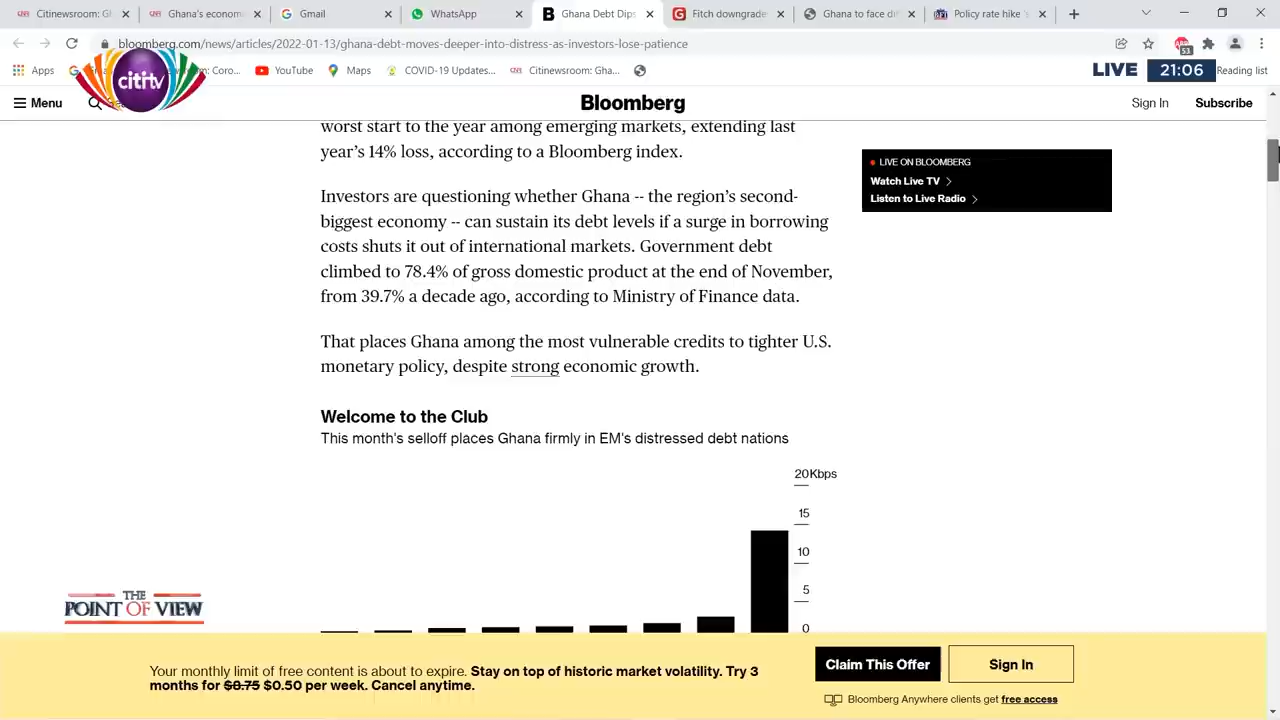 Gmail
WhatsApp
Ghana Debt Dip
Fitch downgrade
Ghana to face dif
Policy rate hike 's
bloomberg.com/news/articles/2022-01-13/ghana-debt-moves-deeper-into-distress-as-investors-lose-patience
53
Apps
Coro...
YouTube
Maps
COVID-19 Updates...
Citinewsroom: Gha...
Reading list
citi tv
LIVE 21:06
Menu
Bloomberg
Sign In
Subscribe
worst start to the year among emerging markets, extending last
year's 14% loss, according to a Bloomberg index.
LIVE ON BLOOMBERG
Watch Live TV
Listen to Live Radio
Investors are questioning whether Ghana -- the region's second-
biggest economy -- can sustain its debt levels if a surge in borrowing
costs shuts it out of international markets. Government debt
climbed to 78.4% of gross domestic product at the end of November,
from 39.7% a decade ago, according to Ministry of Finance data.
That places Ghana among the most vulnerable credits to tighter U.S.
monetary policy, despite strong economic growth.
Welcome to the Club
This month's selloff places Ghana firmly in EM's distressed debt nations
20Kbps
15
10
5
0
THE
POINT OF VIEW
Your monthly limit of free content is about to expire. Stay on top of historic market volatility. Try 3
months for $8.75 $0.50 per week. Cancel anytime.
Claim This Offer
Sign In
Bloomberg Anywhere clients get free access